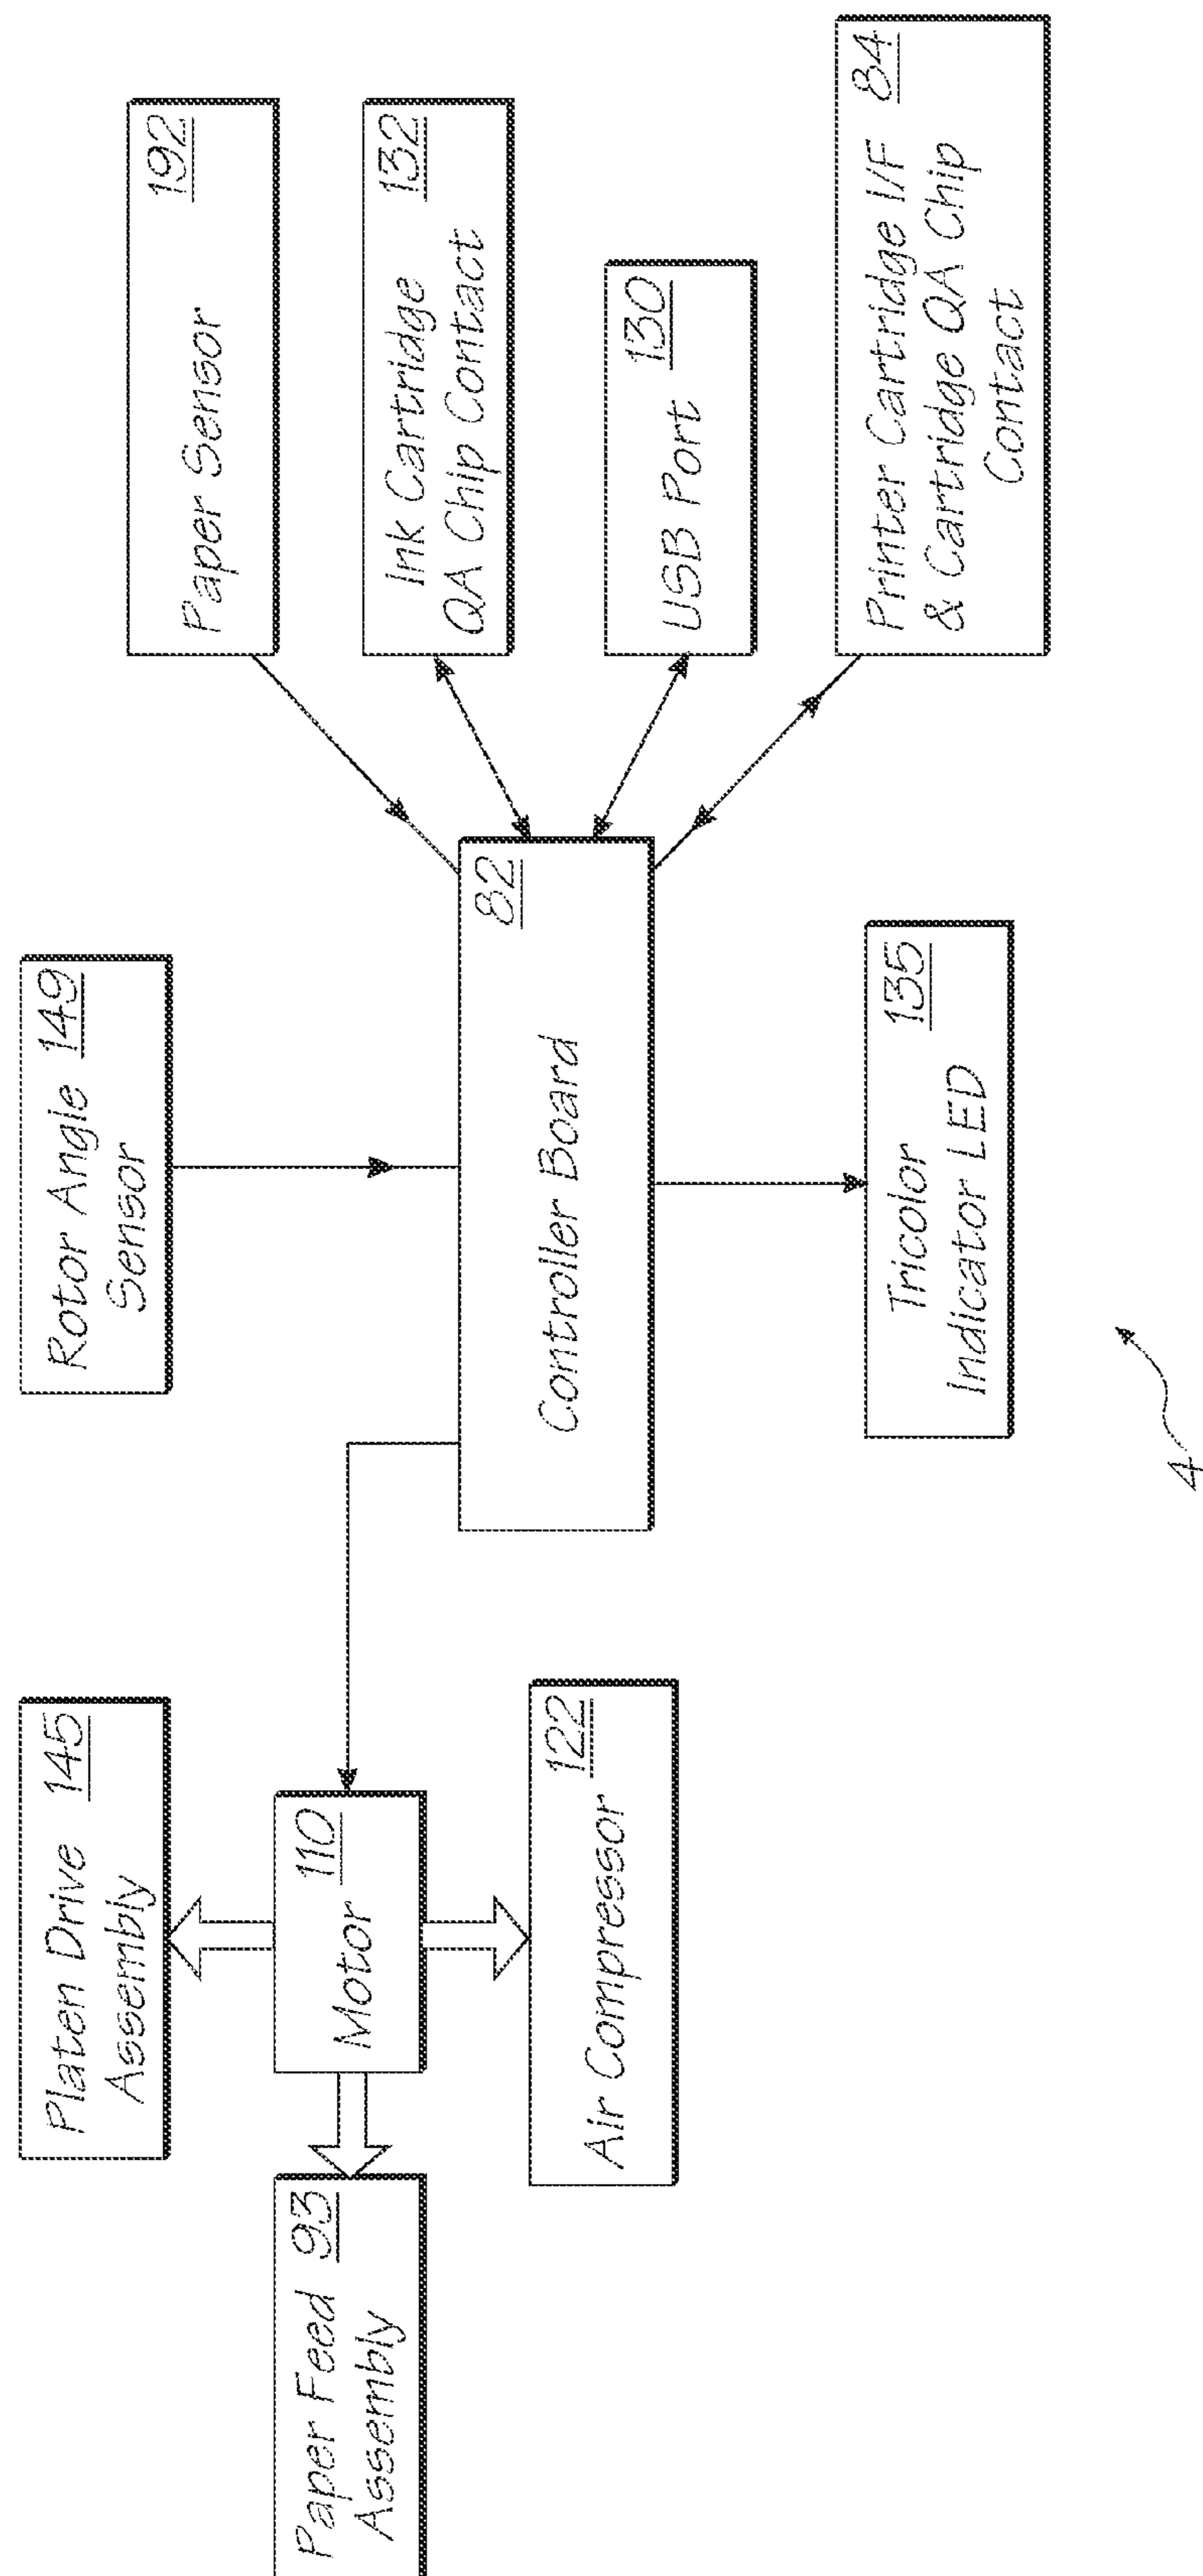 Platen Drive 145
Assembly
Rotor Angle 149
Sensor
192
Paper Sensor
Paper Feed 93
Assembly
110
Motor
132
Ink Cartridge
QA Chip Contact
82
Controller Board
122
Air Compressor
130
USB Port
135
Tricolor
Indicator LED
Printer Cartridge I/F 84
& Cartridge QA Chip
Contact
4